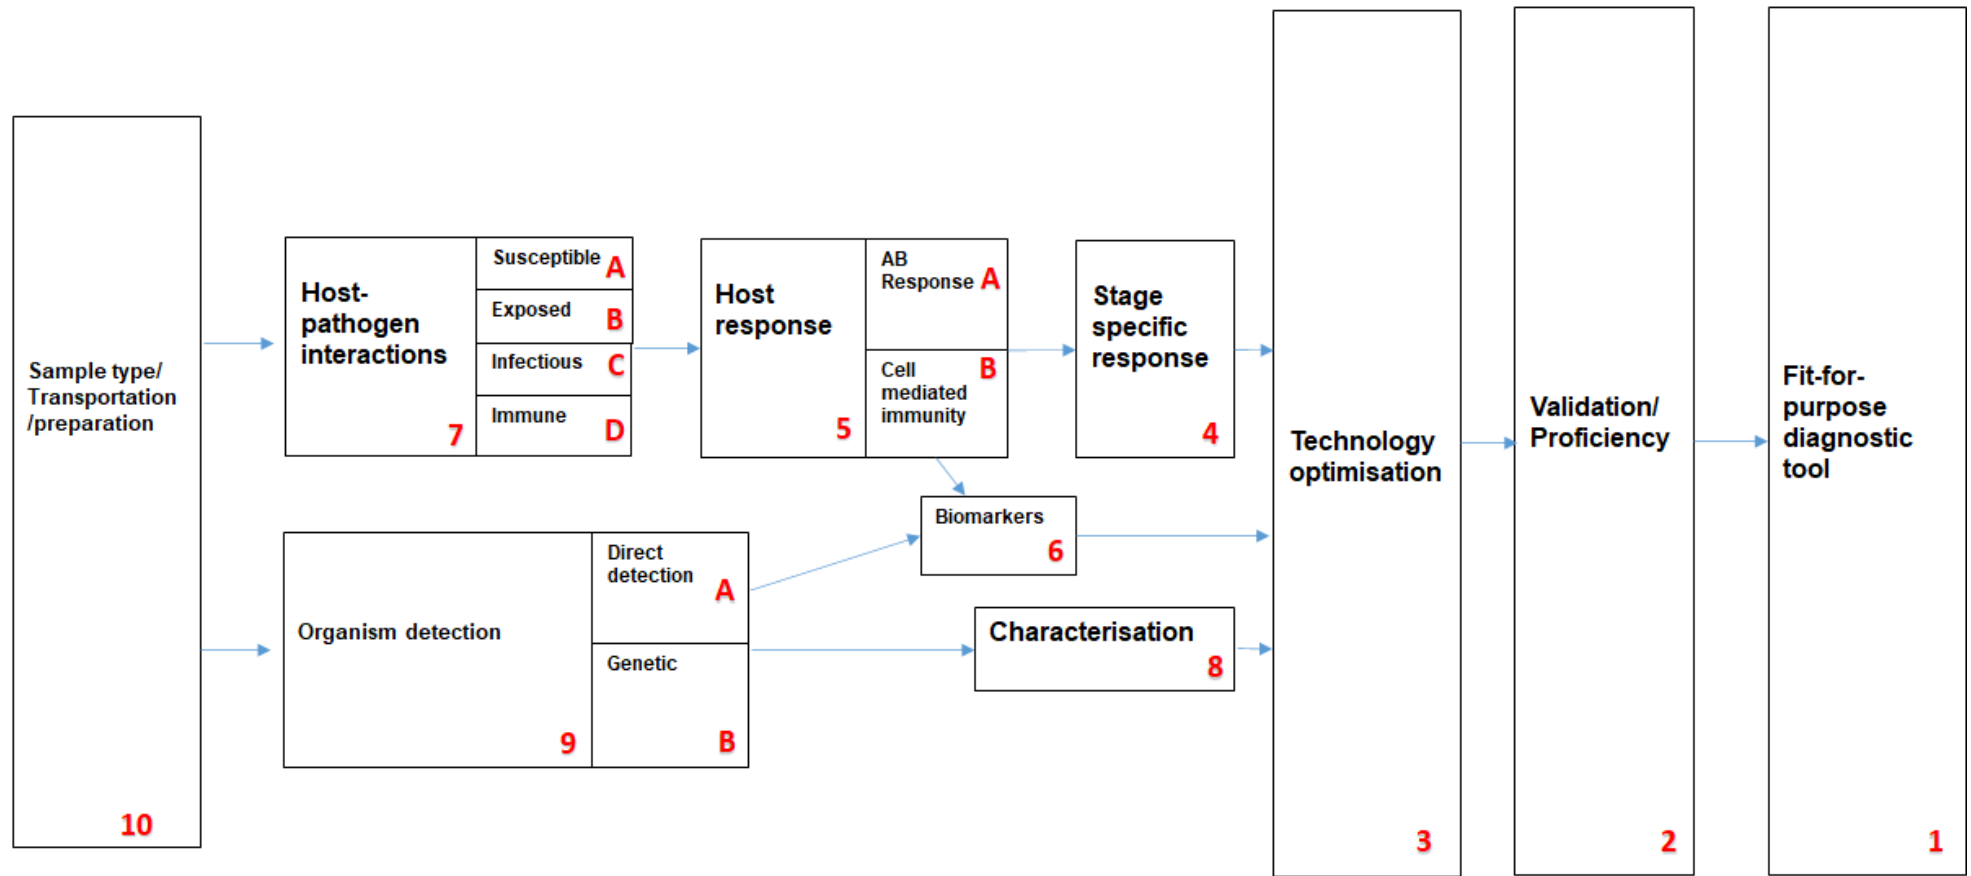 Sample type/
Transportation
/preparation
10
Host-
pathogen
interactions
7
Susceptible A
Exposed B
Infectious C
Immune D
Host
response
5
AB
Response A
Cell B
mediated
immunity
Stage
specific
response
4
Biomarkers
6
Organism detection
9
Direct
detection
A
Genetic
B
Characterisation
8
Technology
optimisation
3
Validation/
Proficiency
2
Fit-for-
purpose
diagnostic
tool
1